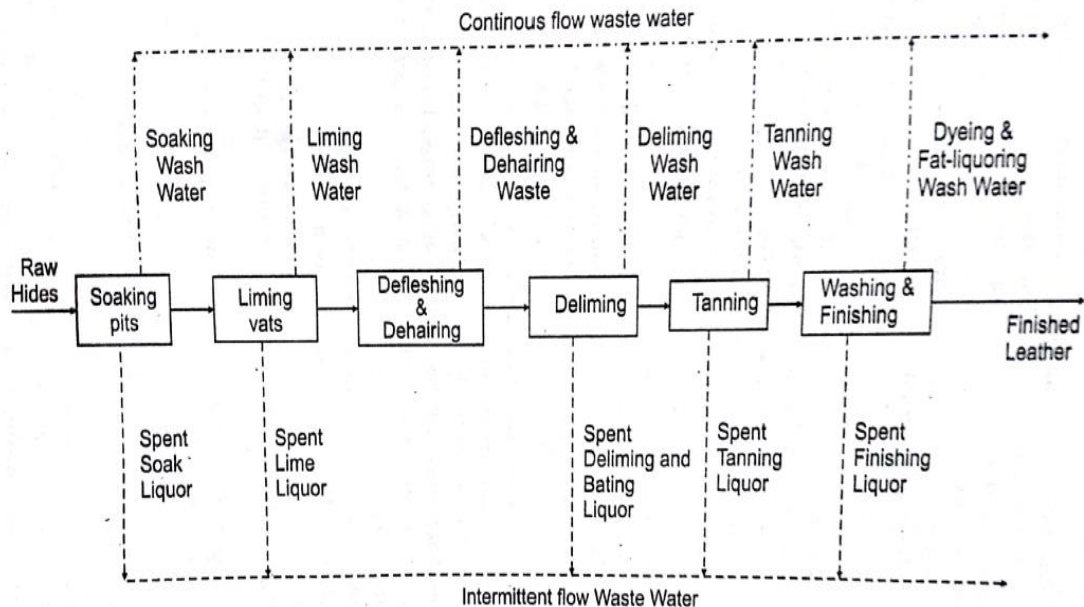 Continous flow waste water
Soaking
Wash
Water
Liming
Wash
Water
Defleshing &
Dehairing
Waste
Deliming
Wash
Water
Tanning
Wash
Water
Dyeing &
Fat-liquoring
Wash Water
Raw
Hides
Soaking
pits
Liming
vats
Defleshing
&
Dehairing
Deliming
Tanning
Washing &
Finishing
Finished
Leather
Spent
Soak
Liquor
Spent
Lime
Liquor
Spent
Deliming and
Bating
Liquor
Spent
Tanning
Liquor
Spent
Finishing
Liquor
Intermittent flow Waste Water